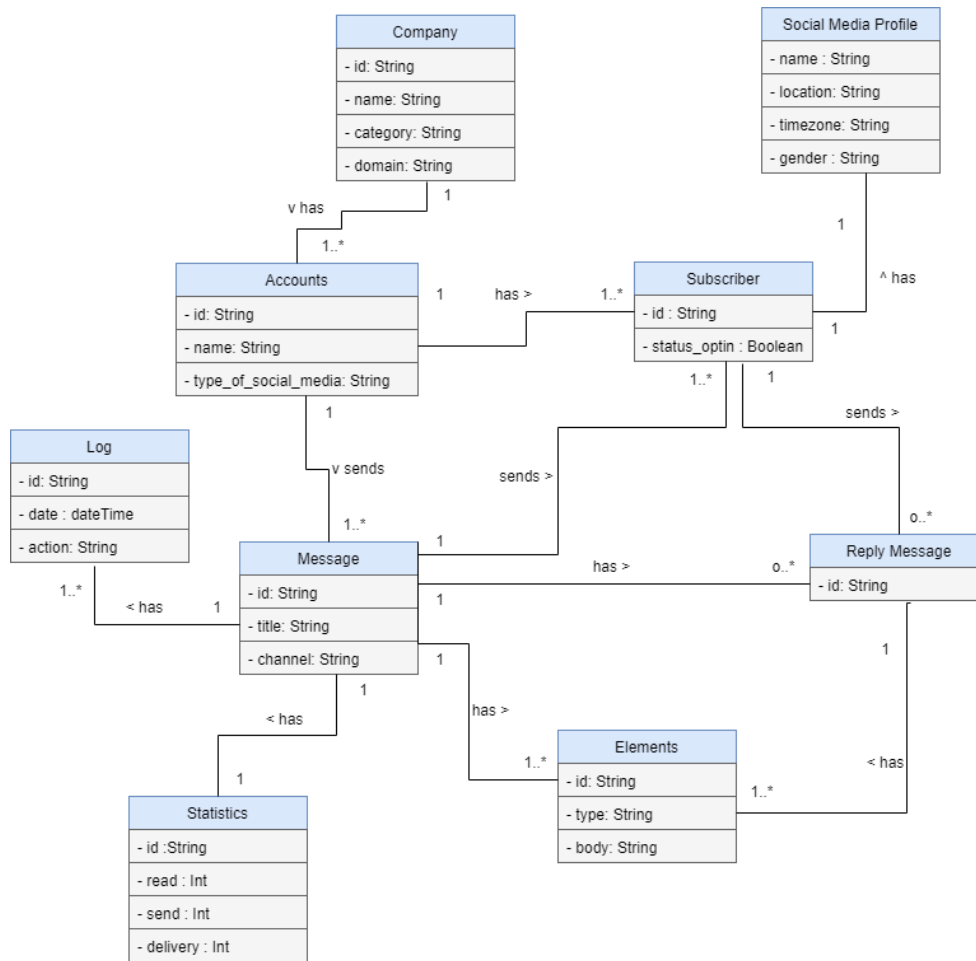 Company
- id: String
- name: String
- category: String
- domain: String
Social Media Profile
- name : String
- location: String
- timezone: String
- gender : String
1
v has
1..*
1
^ has
1
Accounts
- id: String
- name: String
- type_of_social_media: String
1
has >
1..*
Subscriber
- id : String
- status_optin : Boolean
1..*
1
sends >
o..*
1
v sends
1..*
sends >
1
Log
- id: String
- date : dateTime
- action: String
1..*
< has
1
Message
- id: String
- title: String
- channel: String
1
has >
o..*
Reply Message
- id: String
1
< has
1..*
1
has >
1..*
Elements
- id: String
- type: String
- body: String
1
< has
1
Statistics
- id :String
- read : Int
- send : Int
- delivery : Int